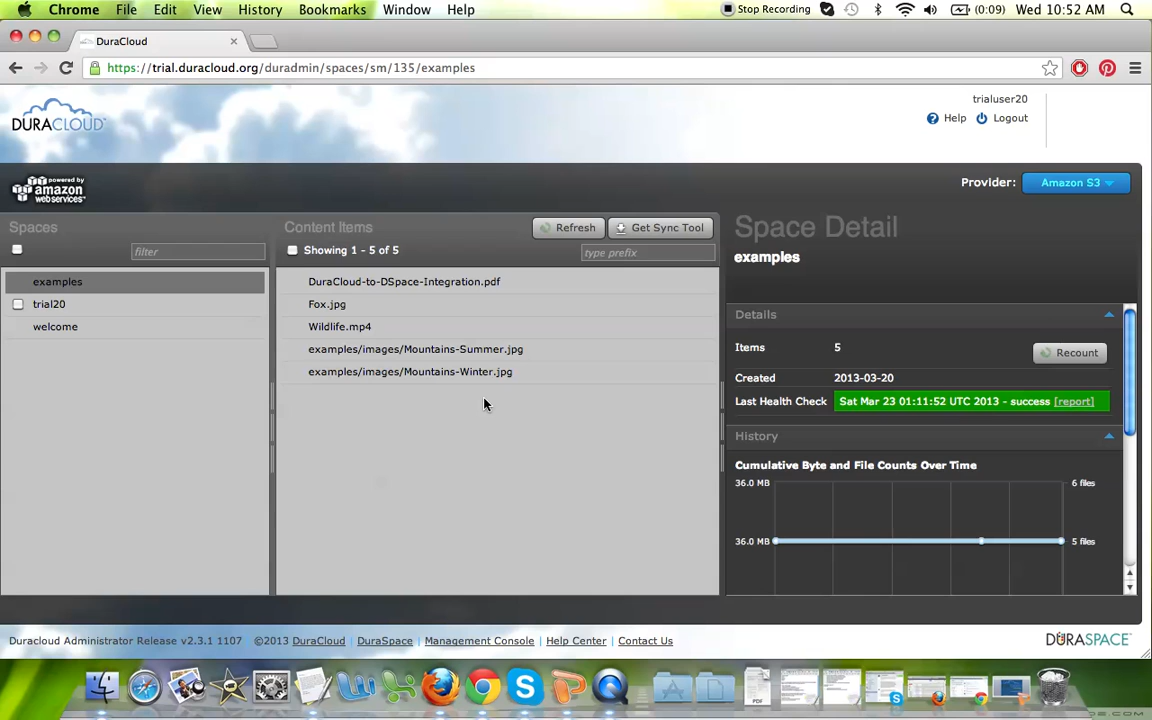 Chrome File Edit View History Bookmarks Window Help Stop Recording (0:09) Wed 10:52 AM
DuraCloud
https://trial.duracloud.org/duradmin/spaces/sm/135/examples
DURACLOUD
trialuser20
Help Logout
powered by
amazon
webservices
Provider: Amazon S3
Spaces
filter
examples
trial20
welcome
Content Items
Refresh
Get Sync Tool
Showing 1 - 5 of 5
type prefix
DuraCloud-to-DSpace-Integration.pdf
Fox.jpg
Wildlife.mp4
examples/images/Mountains-Summer.jpg
examples/images/Mountains-Winter.jpg
Space Detail
examples
Details
Items 5
Recount
Created 2013-03-20
Last Health Check Sat Mar 23 01:11:52 UTC 2013 - success [report]
History
Cumulative Byte and File Counts Over Time
36.0 MB 6 files
36.0 MB 5 files
Duracloud Administrator Release v2.3.1 1107 ©2013 DuraCloud DuraSpace Management Console Help Center Contact Us
DURASPACE
PDF